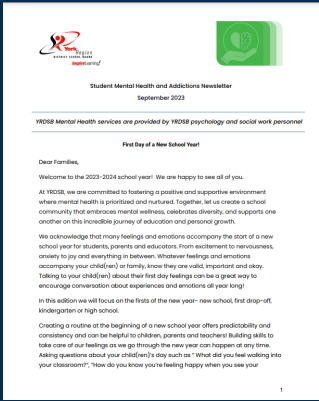 York
Region
DISTRICT SCHOOL BOARD
Student Mental Health and Addictions Newsletter
September 2023
YRDSB Mental Health services are provided by YRDSB psychology and social work personnel
First Day of a New School Year!
Dear Families,
Welcome to the 2023-2024 school year! We are happy to see all of you.
At YRDSB, we are committed to fostering a positive and supportive environment
where mental health is prioritized and nurtured. Together, let us create a school
community that embraces mental wellness, celebrates diversity, and supports one
another on this incredible journey of education and personal growth.
We acknowledge that many feelings and emotions accompany the start of a new
school year for students, parents and educators. From excitement to nervousness,
anxiety to joy and everything in between. Whatever feelings and emotions
accompany your child(ren) or family, know they are valid, important and okay.
Talking to your child(ren) about their first day feelings can be a great way to
encourage conversation about experiences and emotions all year long!
In this edition we will focus on the firsts of the new year- new school, first drop-off,
kindergarten or high school.
Creating a routine at the beginning of a new school year offers predictability and
consistency and can be helpful to children, parents and teachers! Building skills to
take care of our feelings as we go through the new year can happen at any time.
Asking questions about your child(ren)'s day such as " What did you feel walking into
your classroom?", "How do you know you're feeling happy when you see your
1